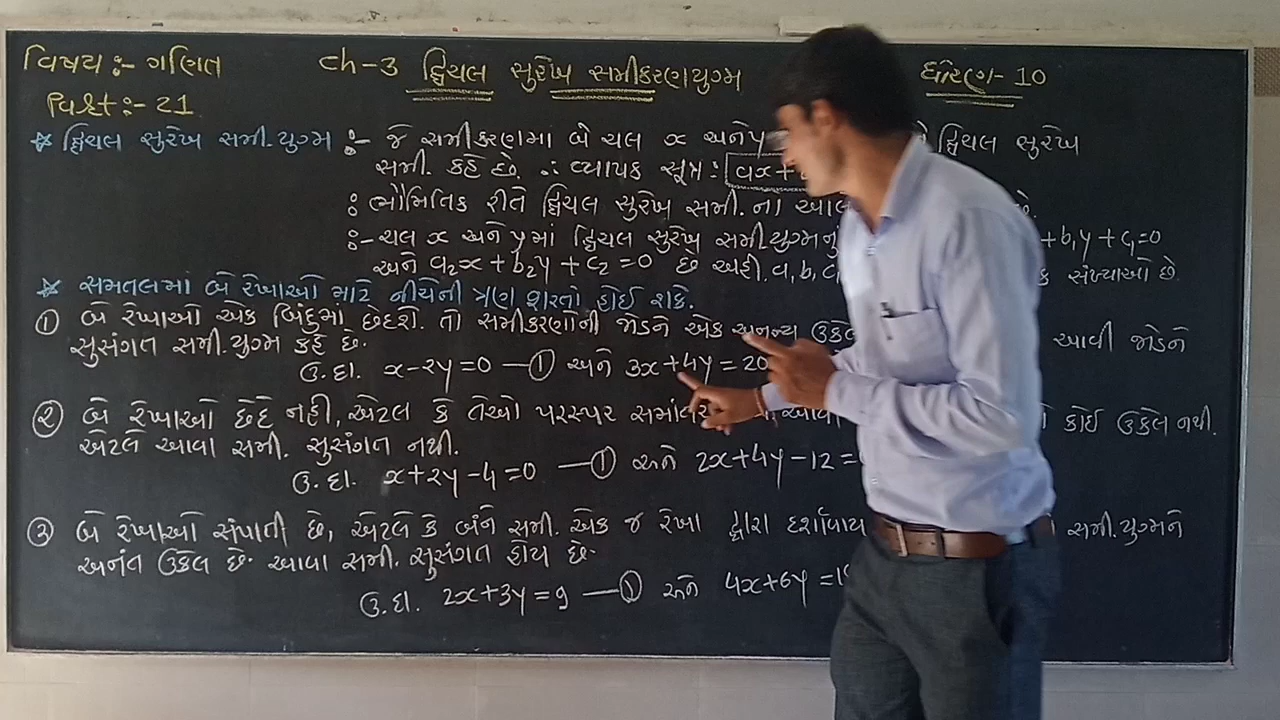 વિષય :- ગણિત ch-3 દ્વિચલ સુરેખ સમીકરણયુગ્મ ધોરણ- 10
21
* દ્વિચલ સુરેખ સમી. યુગ્મ :- જે સમીકરણમાં બે ચલ x અને y દ્વિચલ સુરેખ
સમી. કહે છે. ∴ વ્યાપક સૂત્ર :
: ભૌમિતિક રીતે દ્વિચલ સુરેખ સમી. ના છે.
:- ચલ x અને y માં દ્વિચલ સુરેખ સમી.યુગ્મનું + b₁y + c₁=0
અને a₂x + b₂y + c₂ = 0 છે અહીં. a, b, c સંખ્યાઓ છે.
* સમતલમાં બે રેખાઓ માટે નીચેની ત્રણ શરતો હોઈ શકે.
① બે રેખાઓ એક બિંદુમાં છેદશે. તો સમીકરણોની જોડને એક અનન્ય ઉકેલ આવી જોડને
સુસંગત સમી.યુગ્મ કહે છે.
ઉ.દા. x-2y=0 —① અને 3x+4y=20
② બે રેખાઓ છેદે નહી, એટલે કે તેઓ પરસ્પર સમાંતર કોઈ ઉકેલ નથી.
એટલે આવા સમી. સુસંગત નથી.
ઉ.દા. x+2y-4=0 —① અને 2x+4y-12=
③ બે રેખાઓ સંપાતી છે, એટલે કે બંને સમી. એક જ રેખા દ્વારા દર્શાવાય સમી.યુગ્મને
અનંત ઉકેલ છે. આવા સમી. સુસંગત હોય છે.
ઉ.દા. 2x+3y=9 —① અને 4x+6y=